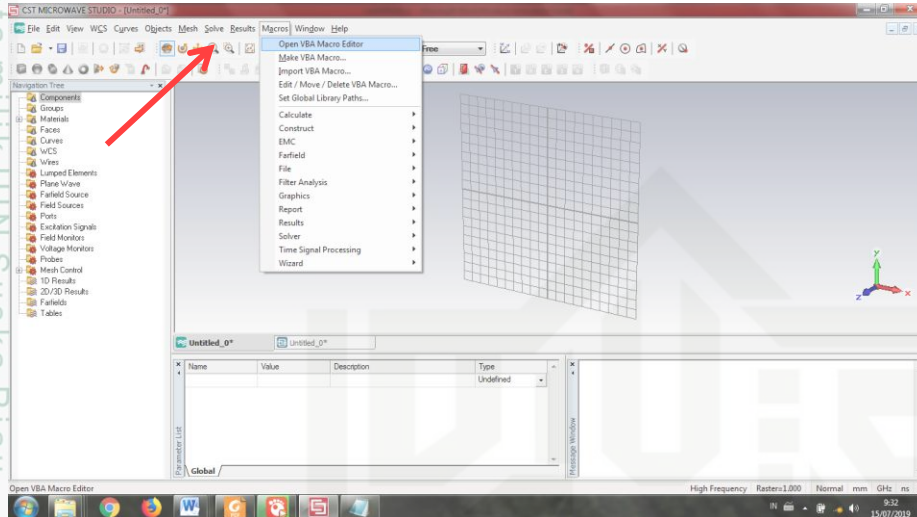 CST MICROWAVE STUDIO - [Untitled_0*]
File Edit View WCS Curves Objects Mesh Solve Results Macros Window Help
Free
Open VBA Macro Editor
Make VBA Macro...
Import VBA Macro...
Edit / Move / Delete VBA Macro...
Set Global Library Paths...
Calculate
Construct
EMC
Farfield
File
Filter Analysis
Graphics
Report
Results
Solver
Time Signal Processing
Wizard
Navigation Tree
Components
Groups
Materials
Faces
Curves
WCS
Wires
Lumped Elements
Plane Wave
Farfield Source
Field Sources
Ports
Excitation Signals
Field Monitors
Voltage Monitors
Probes
Mesh Control
1D Results
2D/3D Results
Farfields
Tables
y
z x
Untitled_0* Untitled_0*
Name Value Description Type
Undefined
Parameter List
Global
Message Window
Open VBA Macro Editor High Frequency Raster=1.000 Normal mm GHz ns
IN 9:32
15/07/2019